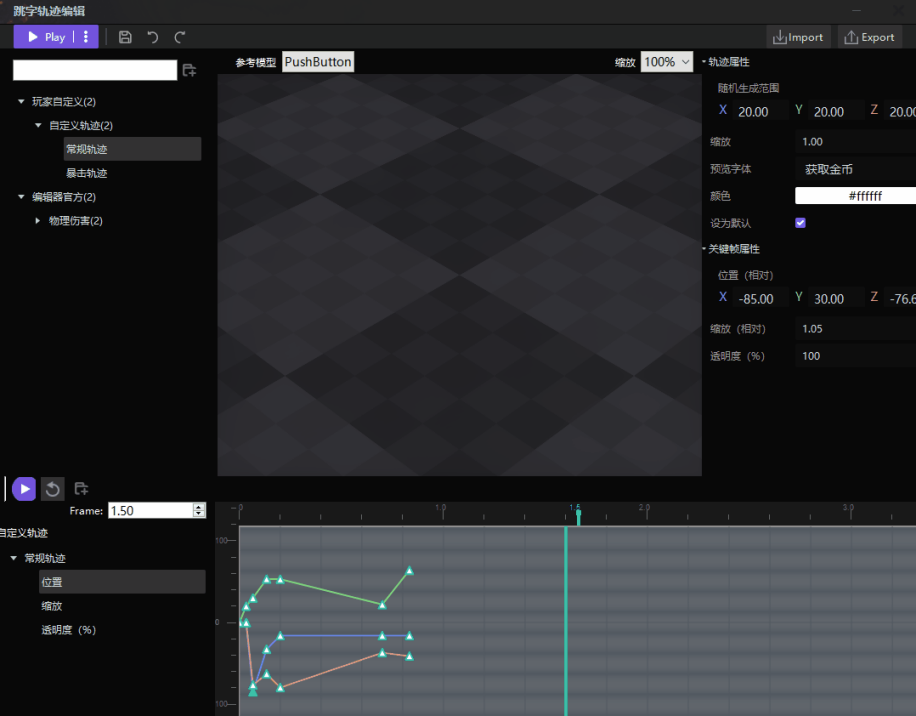 跳字轨迹编辑
Play
Import
Export
参考模型 PushButton
缩放 100%
玩家自定义(2)
自定义轨迹(2)
常规轨迹
暴击轨迹
编辑器官方(2)
物理伤害(2)
轨迹属性
随机生成范围
X 20.00 Y 20.00 Z 20.00
缩放 1.00
预览字体 获取金币
颜色 #ffffff
设为默认
关键帧属性
位置（相对）
X -85.00 Y 30.00 Z -76.6
缩放（相对） 1.05
透明度（%） 100
Frame: 1.50
自定义轨迹
常规轨迹
位置
缩放
透明度（%）
0 1.0 1.5 2.0 3.0
100
0
100